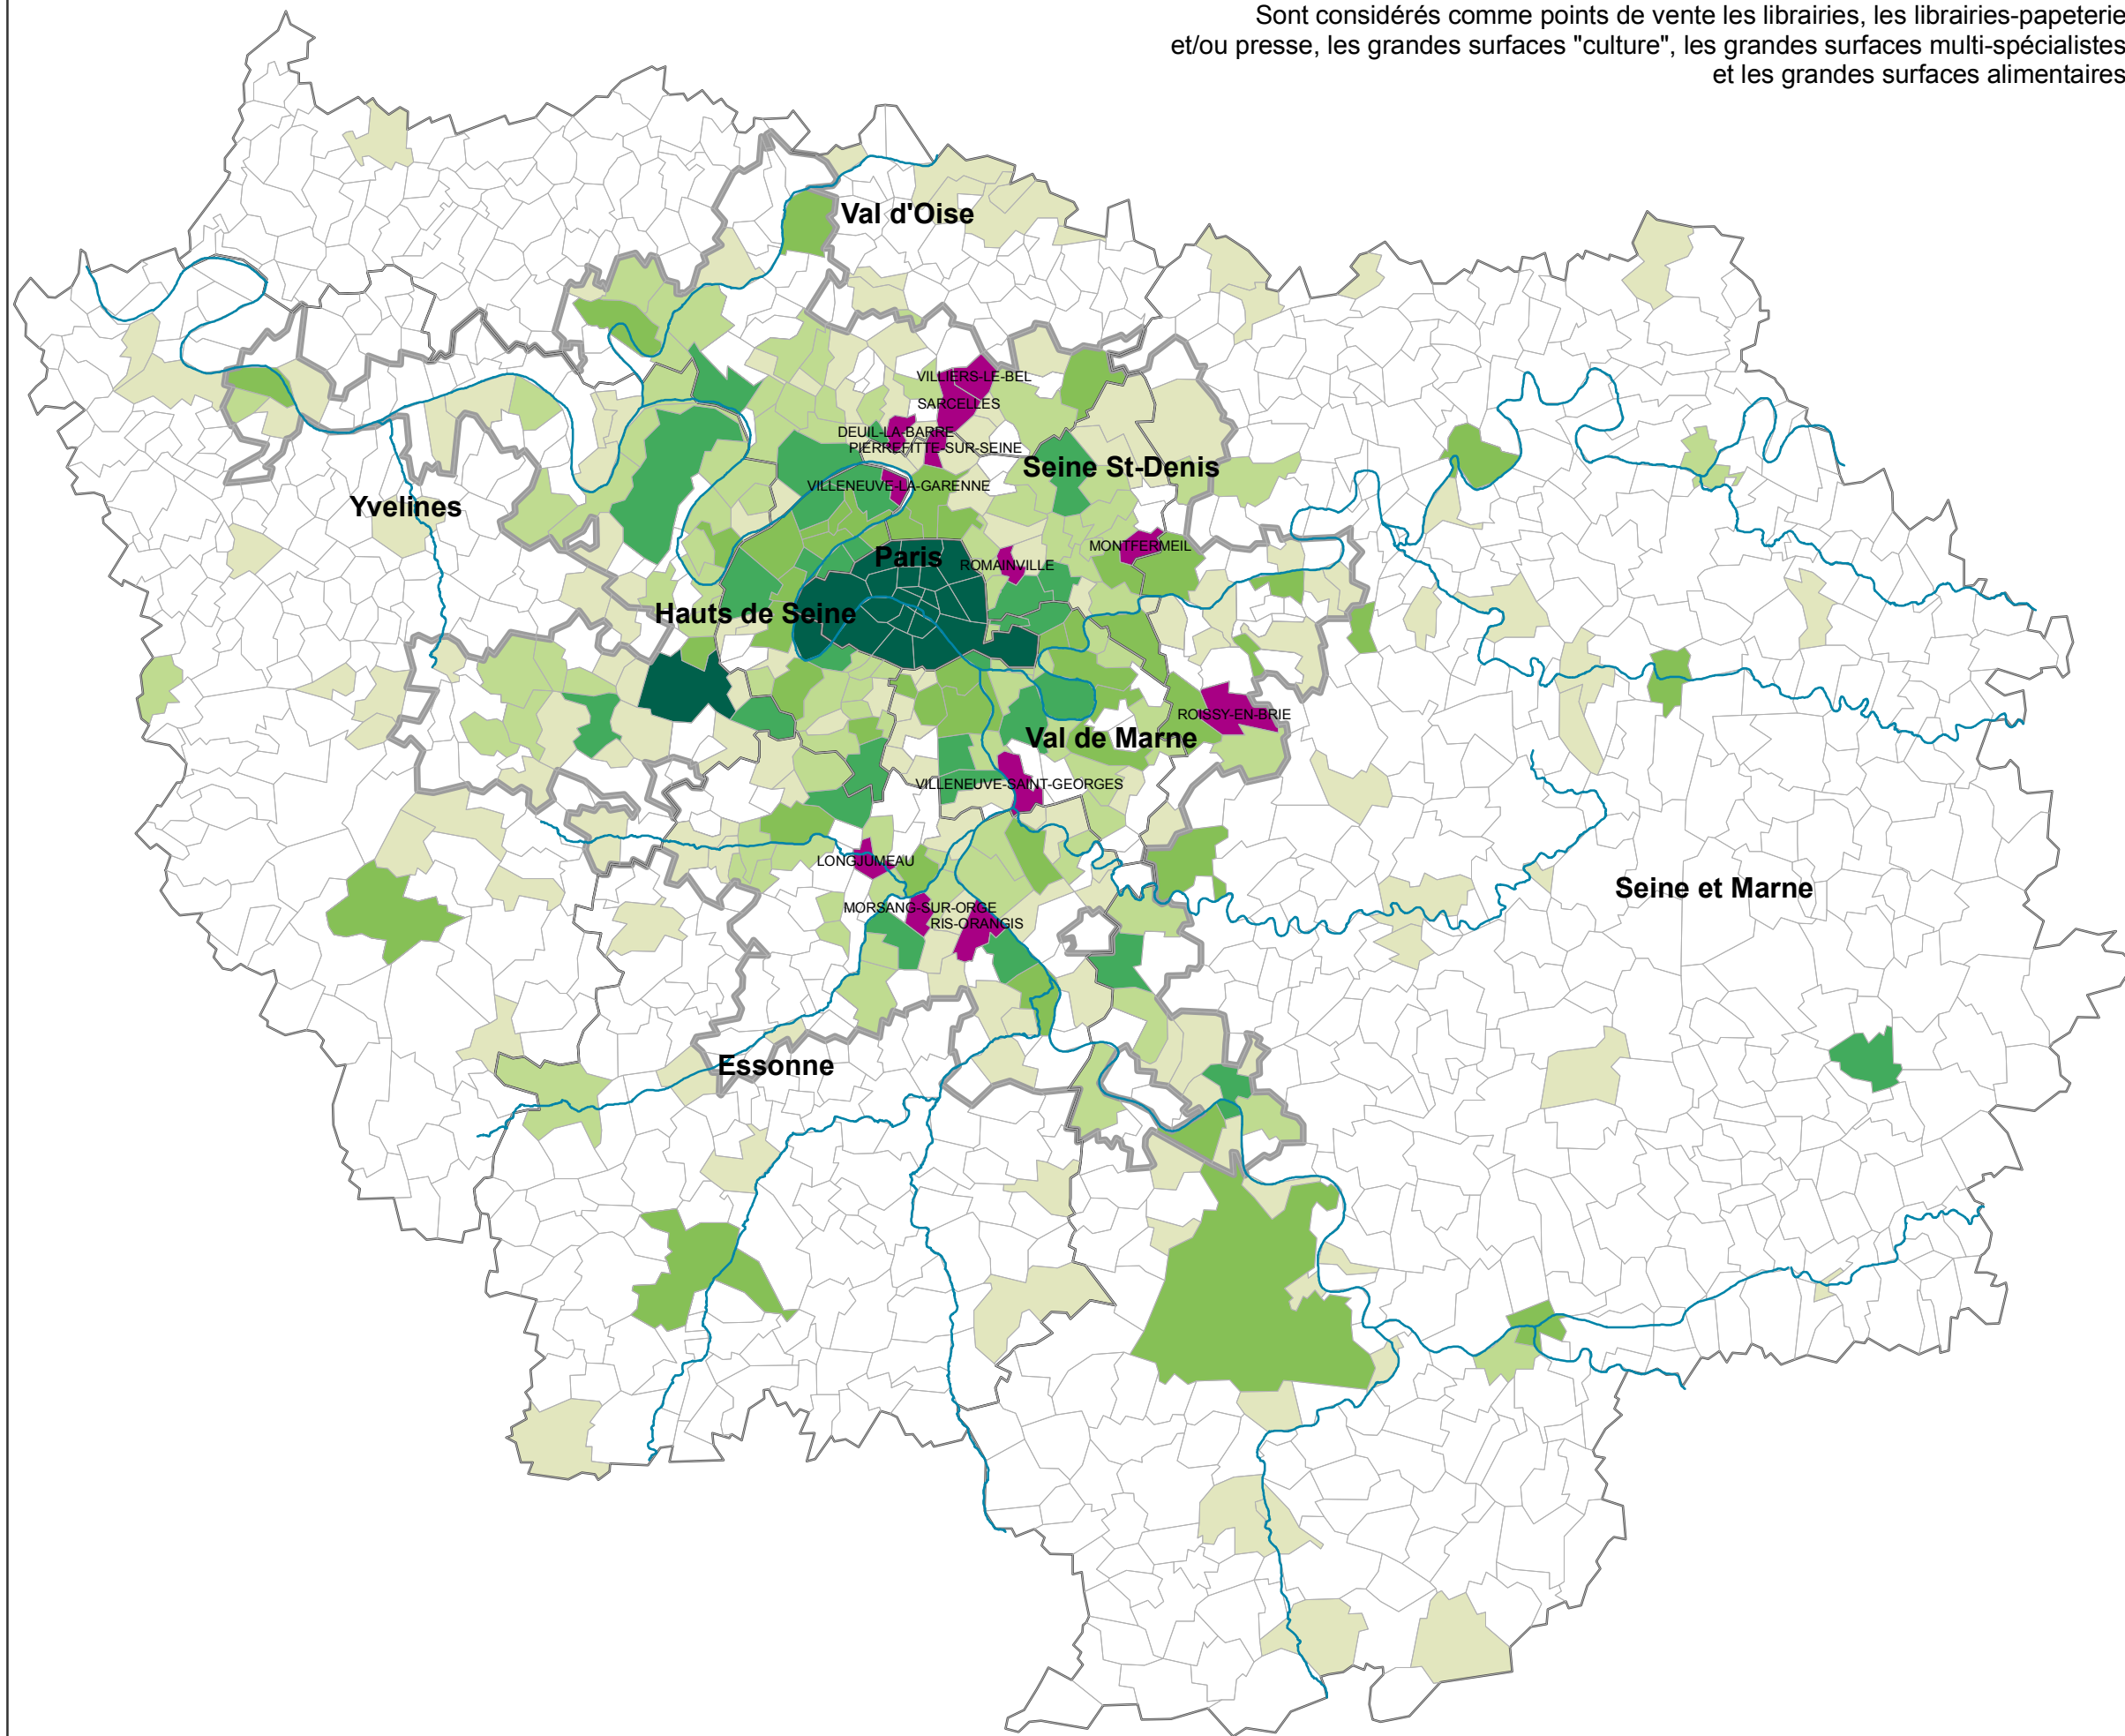 Sont considérés comme points de vente les librairies, les librairies-papeterie
et/ou presse, les grandes surfaces "culture", les grandes surfaces multi-spécialistes
et les grandes surfaces alimentaires
Val d'Oise
VILLIERS-LE-BEL
SARCELLES
DEUIL-LA-BARRE
PIERREFITTE-SUR-SEINE
Seine St-Denis
VILLENEUVE-LA-GARENNE
Yvelines
MONTFERMEIL
Paris
ROMAINVILLE
Hauts de Seine
ROISSY-EN-BRIE
Val de Marne
VILLENEUVE-SAINT-GEORGES
LONGJUMEAU
Seine et Marne
MORSANG-SUR-ORGE
RIS-ORANGIS
Essonne